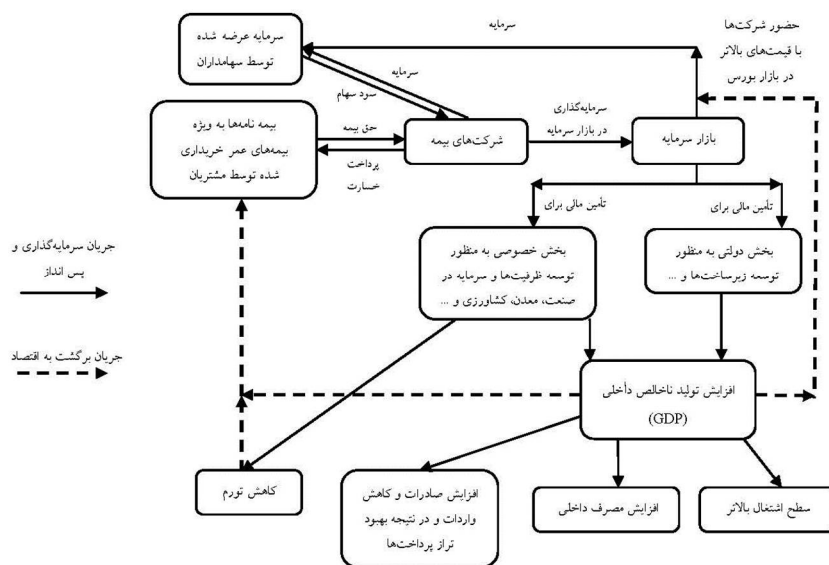 سرمایه عرضه شده
توسط سهامداران
سرمایه
حضور شرکت‌ها
با قیمت‌های بالاتر
در بازار بورس
سرمایه
سود سهام
بیمه نامه‌ها به ویژه
بیمه‌های عمر خریداری
شده توسط مشتریان
حق بیمه
پرداخت
خسارت
شرکت‌های بیمه
سرمایه‌گذاری
در بازار سرمایه
بازار سرمایه
تأمین مالی برای
تأمین مالی برای
بخش خصوصی به منظور
توسعه ظرفیت‌ها و سرمایه در
صنعت، معدن، کشاورزی و ...
بخش دولتی به منظور
توسعه زیرساخت‌ها و ...
جریان سرمایه‌گذاری و
پس انداز
جریان برگشت به اقتصاد
افزایش تولید ناخالص دأخلی
(GDP)
کاهش تورم
افزایش صادرات و کاهش
واردات و در نتیجه بهبود
تراز پرداخت‌ها
افزایش مصرف داخلی
سطح اشتغال بالاتر